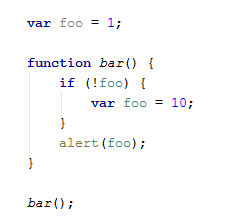 var foo = 1;
function bar() {
    if (!foo) {
        var foo = 10;
    }
    alert(foo);
}
bar();